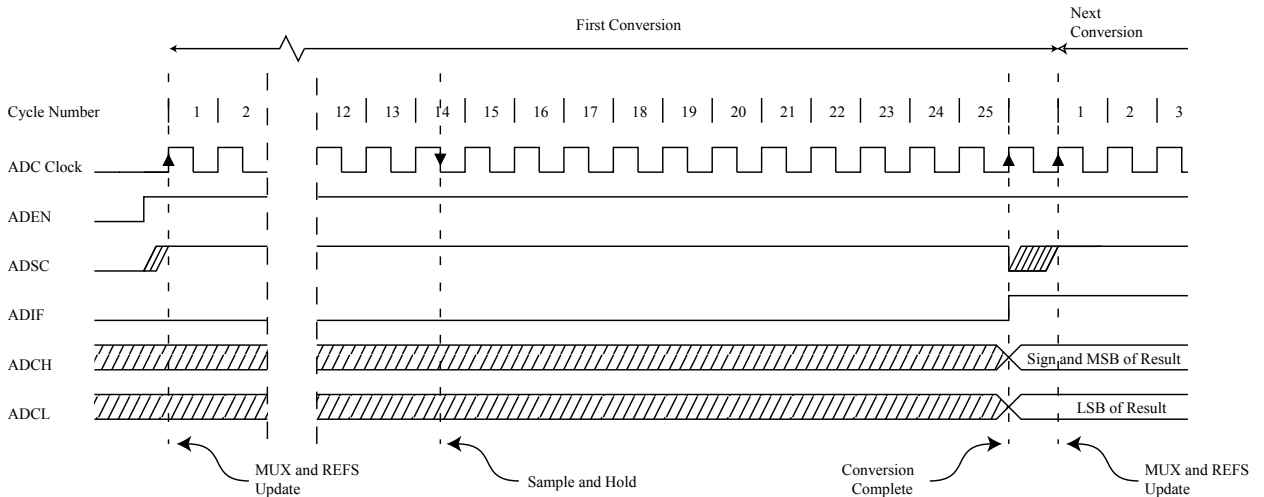 First Conversion
Next
Conversion
Cycle Number 1 2 12 13 14 15 16 17 18 19 20 21 22 23 24 25 1 2 3
ADC Clock
ADEN
ADSC
ADIF
ADCH Sign and MSB of Result
ADCL LSB of Result
MUX and REFS
Update
Sample and Hold
Conversion
Complete
MUX and REFS
Update